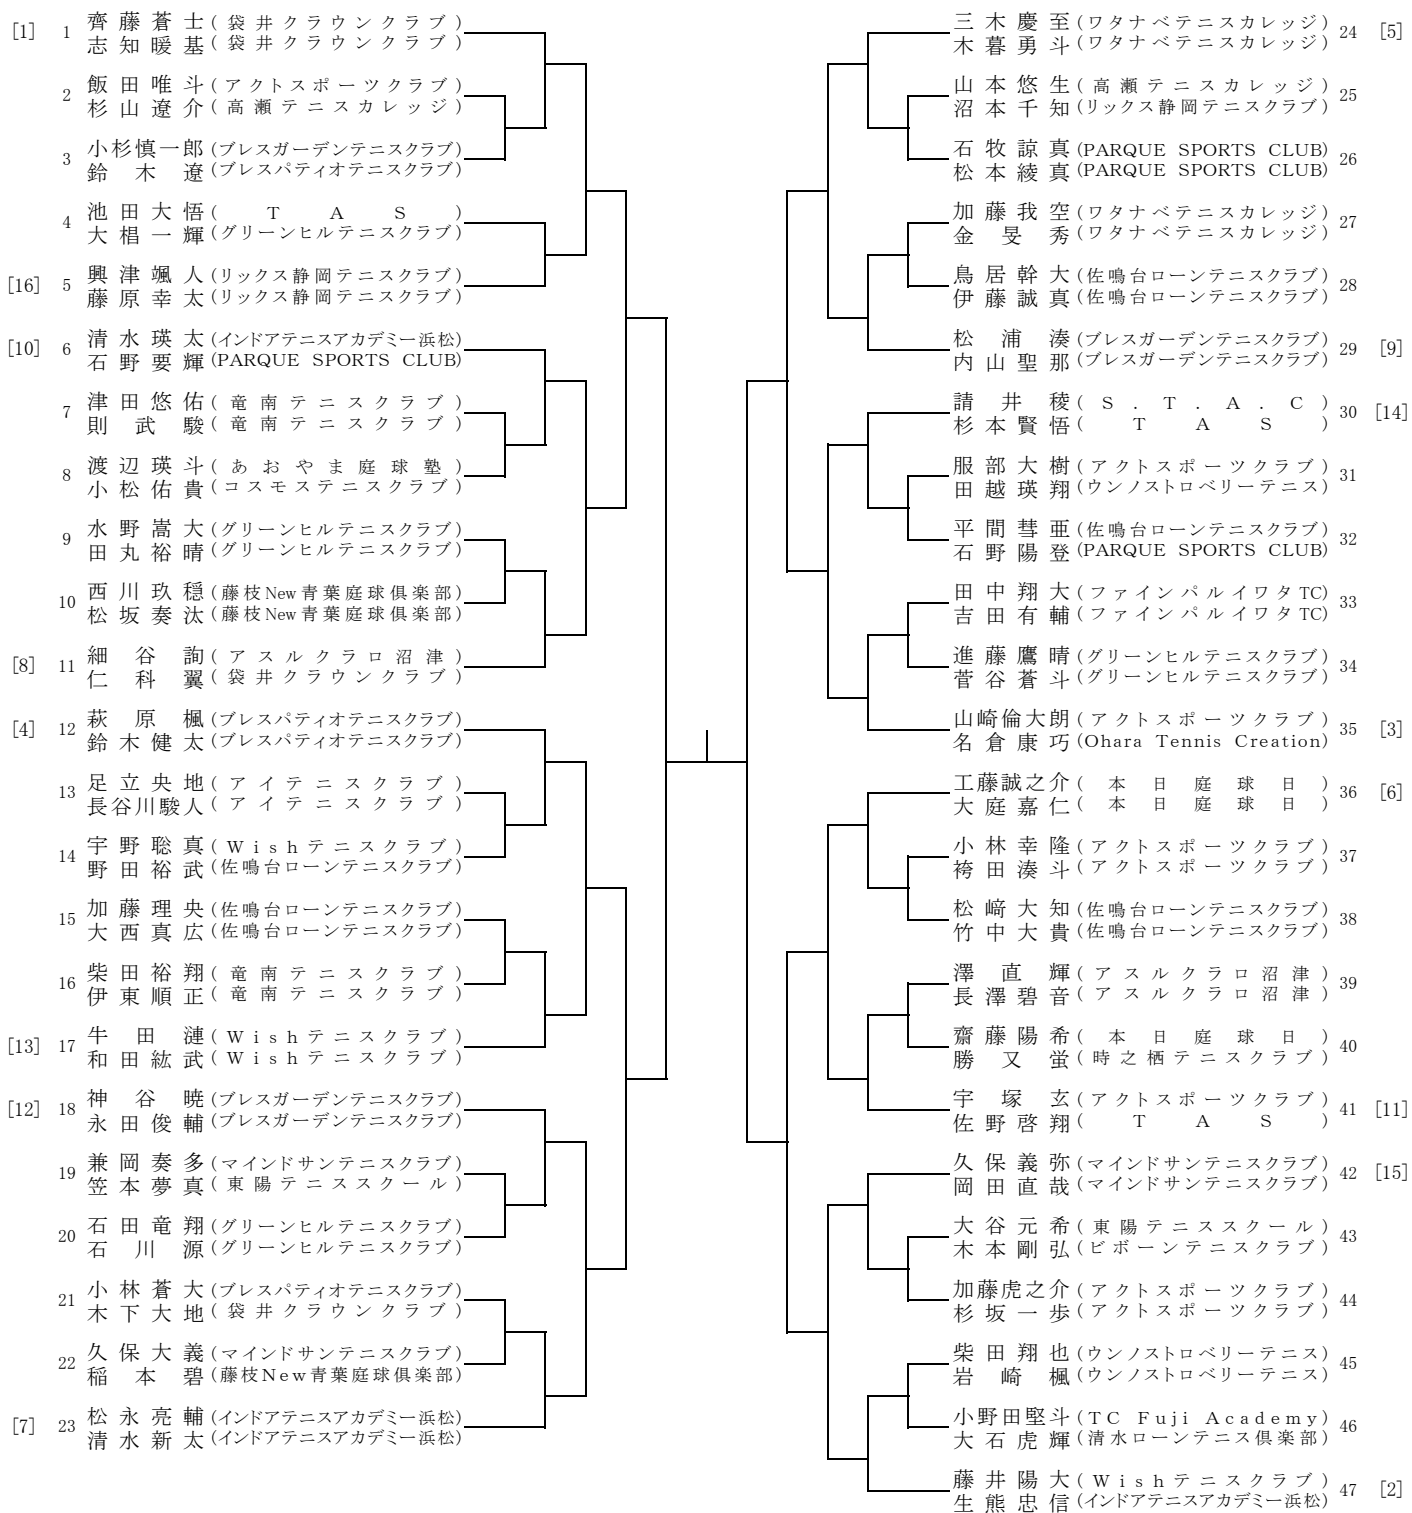 [1] 1 齊藤蒼士(袋井クラウンクラブ)
志知暖基(袋井クラウンクラブ)
2 飯田唯斗(アクトスポーツクラブ)
杉山遼介(高瀬テニスカレッジ)
3 小杉慎一郎(ブレスガーデンテニスクラブ)
鈴木遼(ブレスパティオテニスクラブ)
4 池田大悟(TAS)
大椙一輝(グリーンヒルテニスクラブ)
[16] 5 興津颯人(リックス静岡テニスクラブ)
藤原幸太(リックス静岡テニスクラブ)
[10] 6 清水瑛太(インドアテニスアカデミー浜松)
石野要輝(PARQUE SPORTS CLUB)
7 津田悠佑(竜南テニスクラブ)
則武駿(竜南テニスクラブ)
8 渡辺瑛斗(あおやま庭球塾)
小松佑貴(コスモステニスクラブ)
9 水野嵩大(グリーンヒルテニスクラブ)
田丸裕晴(グリーンヒルテニスクラブ)
10 西川玖穏(藤枝New青葉庭球倶楽部)
松坂奏汰(藤枝New青葉庭球倶楽部)
[8] 11 細谷詢(アスルクラロ沼津)
仁科翼(袋井クラウンクラブ)
[4] 12 萩原楓(ブレスパティオテニスクラブ)
鈴木健太(ブレスパティオテニスクラブ)
13 足立央地(アイテニスクラブ)
長谷川駿人(アイテニスクラブ)
14 宇野聡真(Wishテニスクラブ)
野田裕武(佐鳴台ローンテニスクラブ)
15 加藤理央(佐鳴台ローンテニスクラブ)
大西真広(佐鳴台ローンテニスクラブ)
16 柴田裕翔(竜南テニスクラブ)
伊東順正(竜南テニスクラブ)
[13] 17 牛田漣(Wishテニスクラブ)
和田紘武(Wishテニスクラブ)
[12] 18 神谷暁(ブレスガーデンテニスクラブ)
永田俊輔(ブレスガーデンテニスクラブ)
19 兼岡奏多(マインドサンテニスクラブ)
笠本夢真(東陽テニススクール)
20 石田竜翔(グリーンヒルテニスクラブ)
石川源(グリーンヒルテニスクラブ)
21 小林蒼大(ブレスパティオテニスクラブ)
木下大地(袋井クラウンクラブ)
22 久保大義(マインドサンテニスクラブ)
稲本碧(藤枝New青葉庭球倶楽部)
[7] 23 松永亮輔(インドアテニスアカデミー浜松)
清水新太(インドアテニスアカデミー浜松)
三木慶至(ワタナベテニスカレッジ) 24 [5]
木暮勇斗(ワタナベテニスカレッジ)
山本悠生(高瀬テニスカレッジ) 25
沼本千知(リックス静岡テニスクラブ)
石牧諒真(PARQUE SPORTS CLUB) 26
松本綾真(PARQUE SPORTS CLUB)
加藤我空(ワタナベテニスカレッジ) 27
金旻秀(ワタナベテニスカレッジ)
鳥居幹大(佐鳴台ローンテニスクラブ) 28
伊藤誠真(佐鳴台ローンテニスクラブ)
松浦湊(ブレスガーデンテニスクラブ) 29 [9]
内山聖那(ブレスガーデンテニスクラブ)
請井稜(S.T.A.C) 30 [14]
杉本賢悟(TAS)
服部大樹(アクトスポーツクラブ) 31
田越瑛翔(ウンノストロベリーテニス)
平間彗亜(佐鳴台ローンテニスクラブ) 32
石野陽登(PARQUE SPORTS CLUB)
田中翔大(ファインパルイワタTC) 33
吉田有輔(ファインパルイワタTC)
進藤鷹晴(グリーンヒルテニスクラブ) 34
菅谷蒼斗(グリーンヒルテニスクラブ)
山崎倫大朗(アクトスポーツクラブ) 35 [3]
名倉康巧(Ohara Tennis Creation)
工藤誠之介(本日庭球日) 36 [6]
大庭嘉仁(本日庭球日)
小林幸隆(アクトスポーツクラブ) 37
袴田湊斗(アクトスポーツクラブ)
松﨑大知(佐鳴台ローンテニスクラブ) 38
竹中大貴(佐鳴台ローンテニスクラブ)
澤直輝(アスルクラロ沼津) 39
長澤碧音(アスルクラロ沼津)
齋藤陽希(本日庭球日) 40
勝又蛍(時之栖テニスクラブ)
宇塚玄(アクトスポーツクラブ) 41 [11]
佐野啓翔(TAS)
久保義弥(マインドサンテニスクラブ) 42 [15]
岡田直哉(マインドサンテニスクラブ)
大谷元希(東陽テニススクール) 43
木本剛弘(ビボーンテニスクラブ)
加藤虎之介(アクトスポーツクラブ) 44
杉坂一歩(アクトスポーツクラブ)
柴田翔也(ウンノストロベリーテニス) 45
岩崎楓(ウンノストロベリーテニス)
小野田堅斗(TC Fuji Academy) 46
大石虎輝(清水ローンテニス倶楽部)
藤井陽大(Wishテニスクラブ) 47 [2]
生熊忠信(インドアテニスアカデミー浜松)